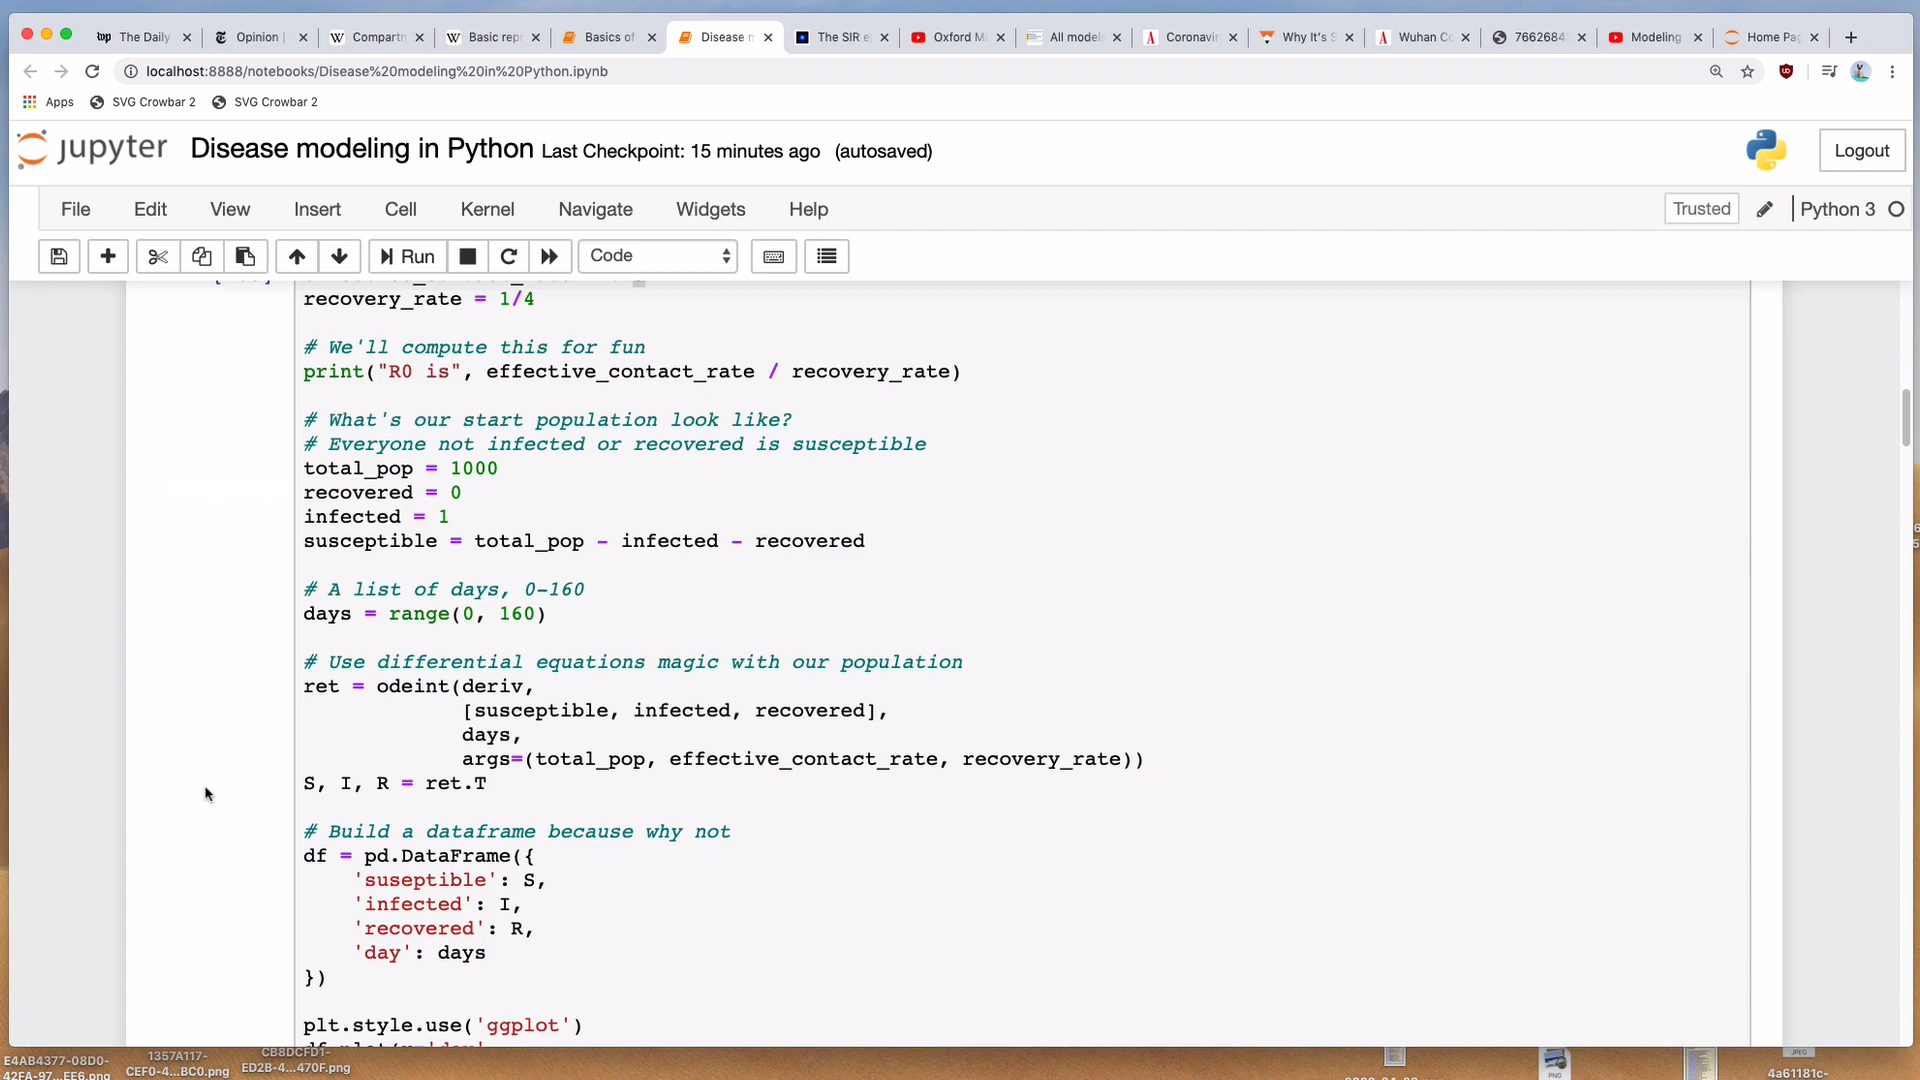 The Daily
Opinion |
Compartm
Basic repr
Basics of
Disease m
The SIR e
Oxford M
All mode
Coronavir
Why It's S
Wuhan C
7662684
Modeling
Home Pag
localhost:8888/notebooks/Disease%20modeling%20in%20Python.ipynb
Apps
SVG Crowbar 2
SVG Crowbar 2
jupyter
Disease modeling in Python Last Checkpoint: 15 minutes ago (autosaved)
Logout
File Edit View Insert Cell Kernel Navigate Widgets Help
Trusted
Python 3
Run
Code
recovery_rate = 1/4
# We'll compute this for fun
print("R0 is", effective_contact_rate / recovery_rate)
# What's our start population look like?
# Everyone not infected or recovered is susceptible
total_pop = 1000
recovered = 0
infected = 1
susceptible = total_pop - infected - recovered
# A list of days, 0-160
days = range(0, 160)
# Use differential equations magic with our population
ret = odeint(deriv,
[susceptible, infected, recovered],
days,
args=(total_pop, effective_contact_rate, recovery_rate))
S, I, R = ret.T
# Build a dataframe because why not
df = pd.DataFrame({
'suseptible': S,
'infected': I,
'recovered': R,
'day': days
})
plt.style.use('ggplot')
E4AB4377-08D0-
42FA-97...EE6.png
1357A117-
CEF0-4...BC0.png
CB8DCFD1-
ED2B-4...470F.png
PNG
JPEG
4a61181c-